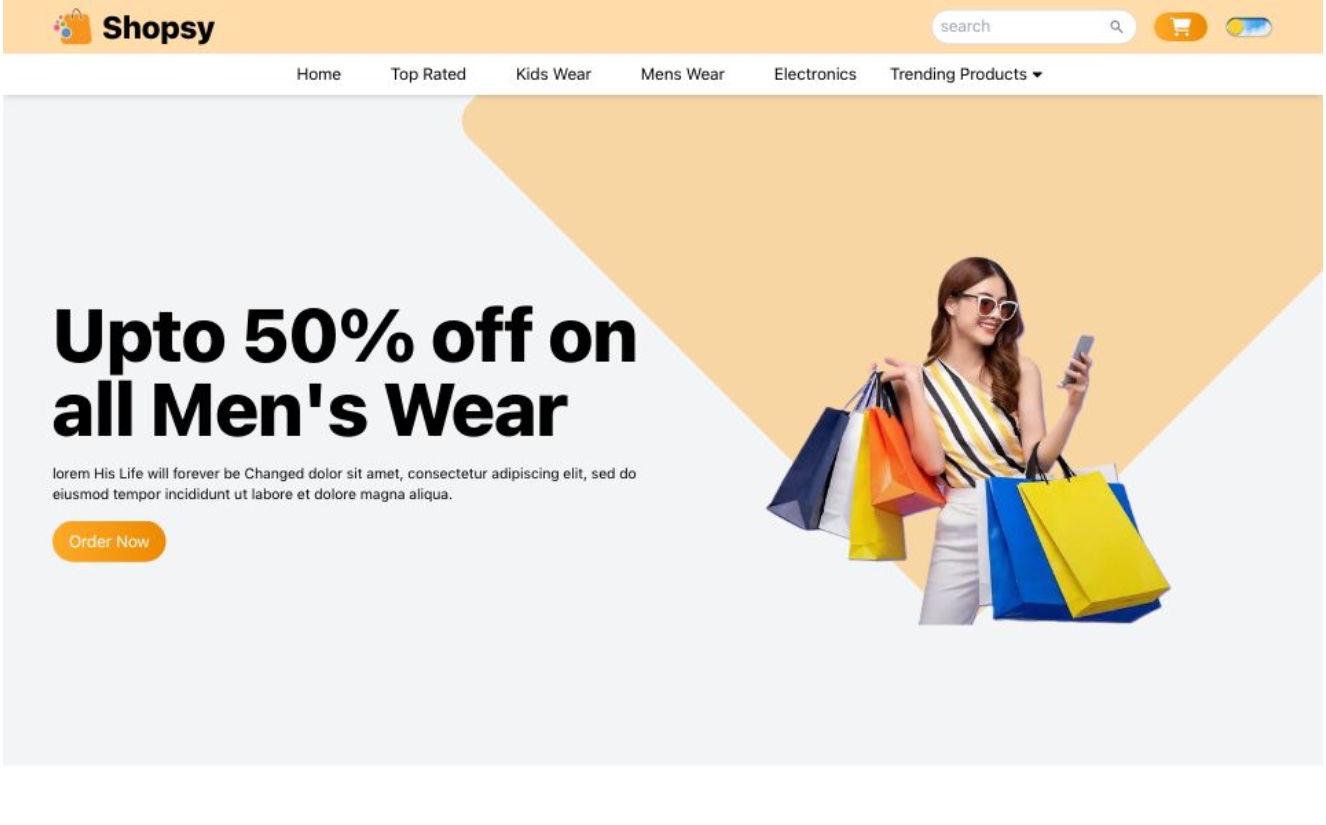 Shopsy
search
Home Top Rated Kids Wear Mens Wear Electronics Trending Products
Upto 50% off on
all Men's Wear
lorem His Life will forever be Changed dolor sit amet, consectetur adipiscing elit, sed do
eiusmod tempor incididunt ut labore et dolore magna aliqua.
Order Now